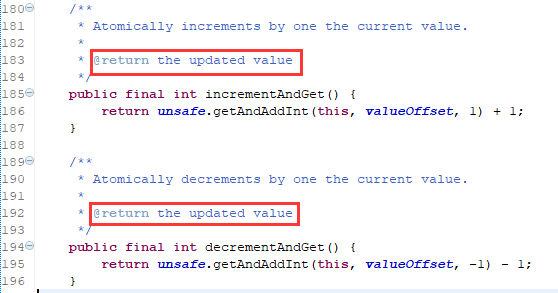 180 /**
181 * Atomically increments by one the current value.
182 *
183 * @return the updated value
184 */
185 public final int incrementAndGet() {
186 return unsafe.getAndAddInt(this, valueOffset, 1) + 1;
187 }
188
189 /**
190 * Atomically decrements by one the current value.
191 *
192 * @return the updated value
193 */
194 public final int decrementAndGet() {
195 return unsafe.getAndAddInt(this, valueOffset, -1) - 1;
196 }